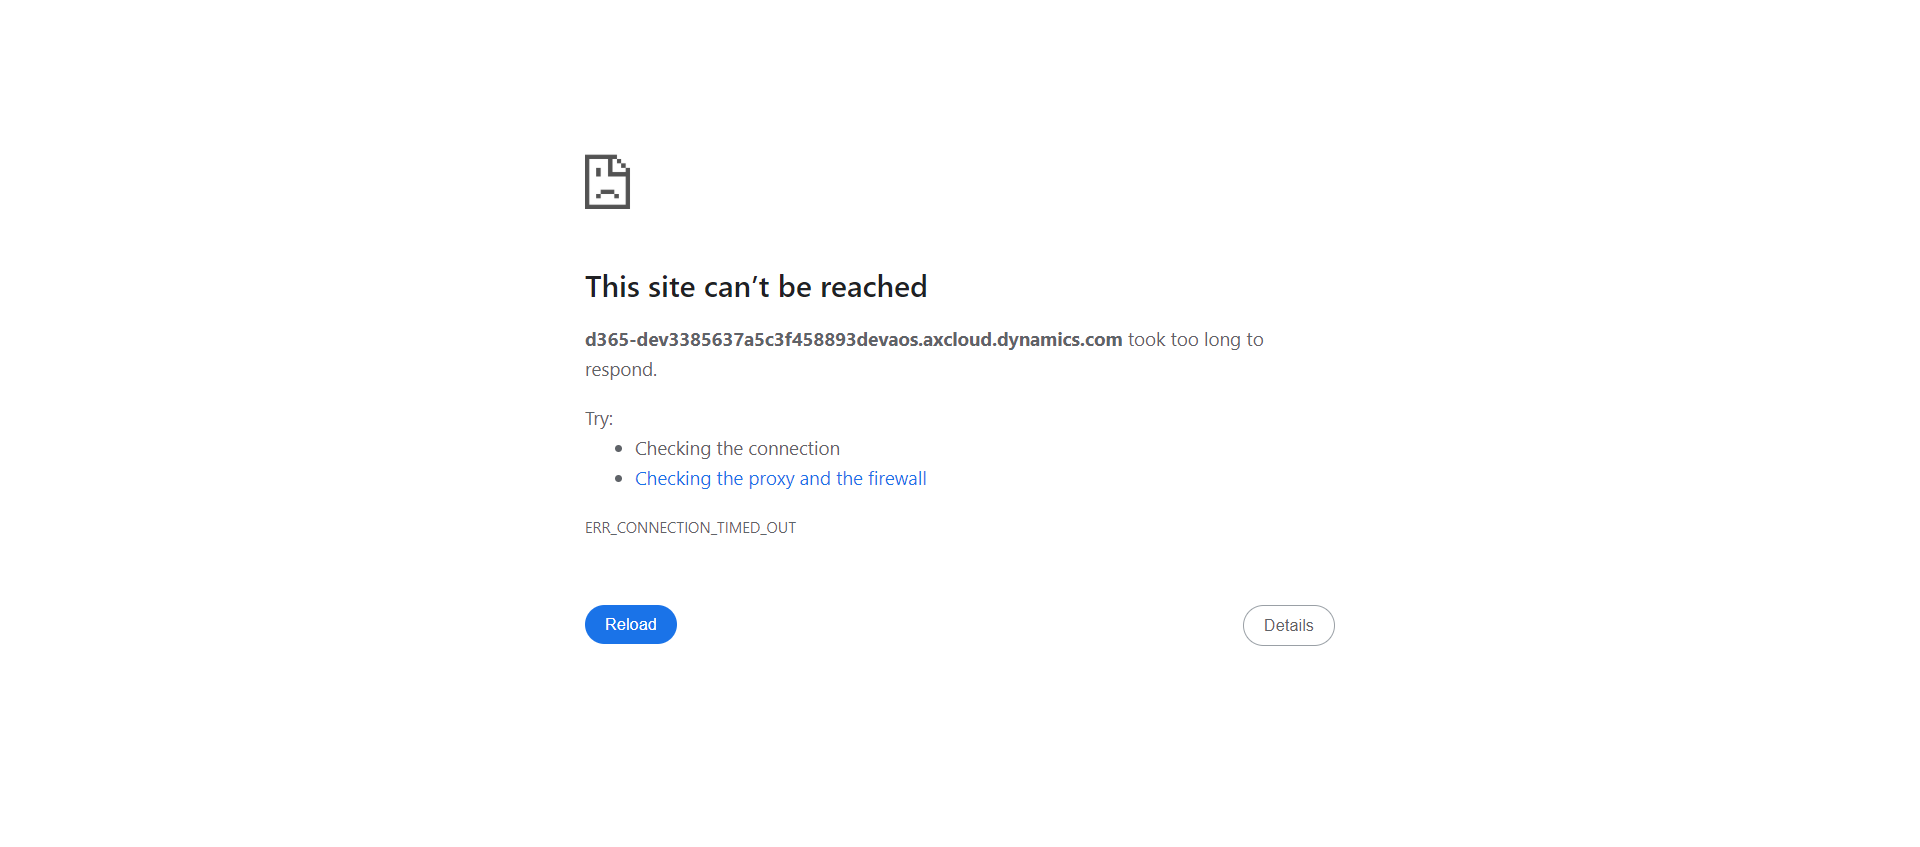 This site can’t be reached
d365-dev3385637a5c3f458893devaos.axcloud.dynamics.com took too long to
respond.
Try:
Checking the connection
Checking the proxy and the firewall
ERR_CONNECTION_TIMED_OUT
Reload
Details